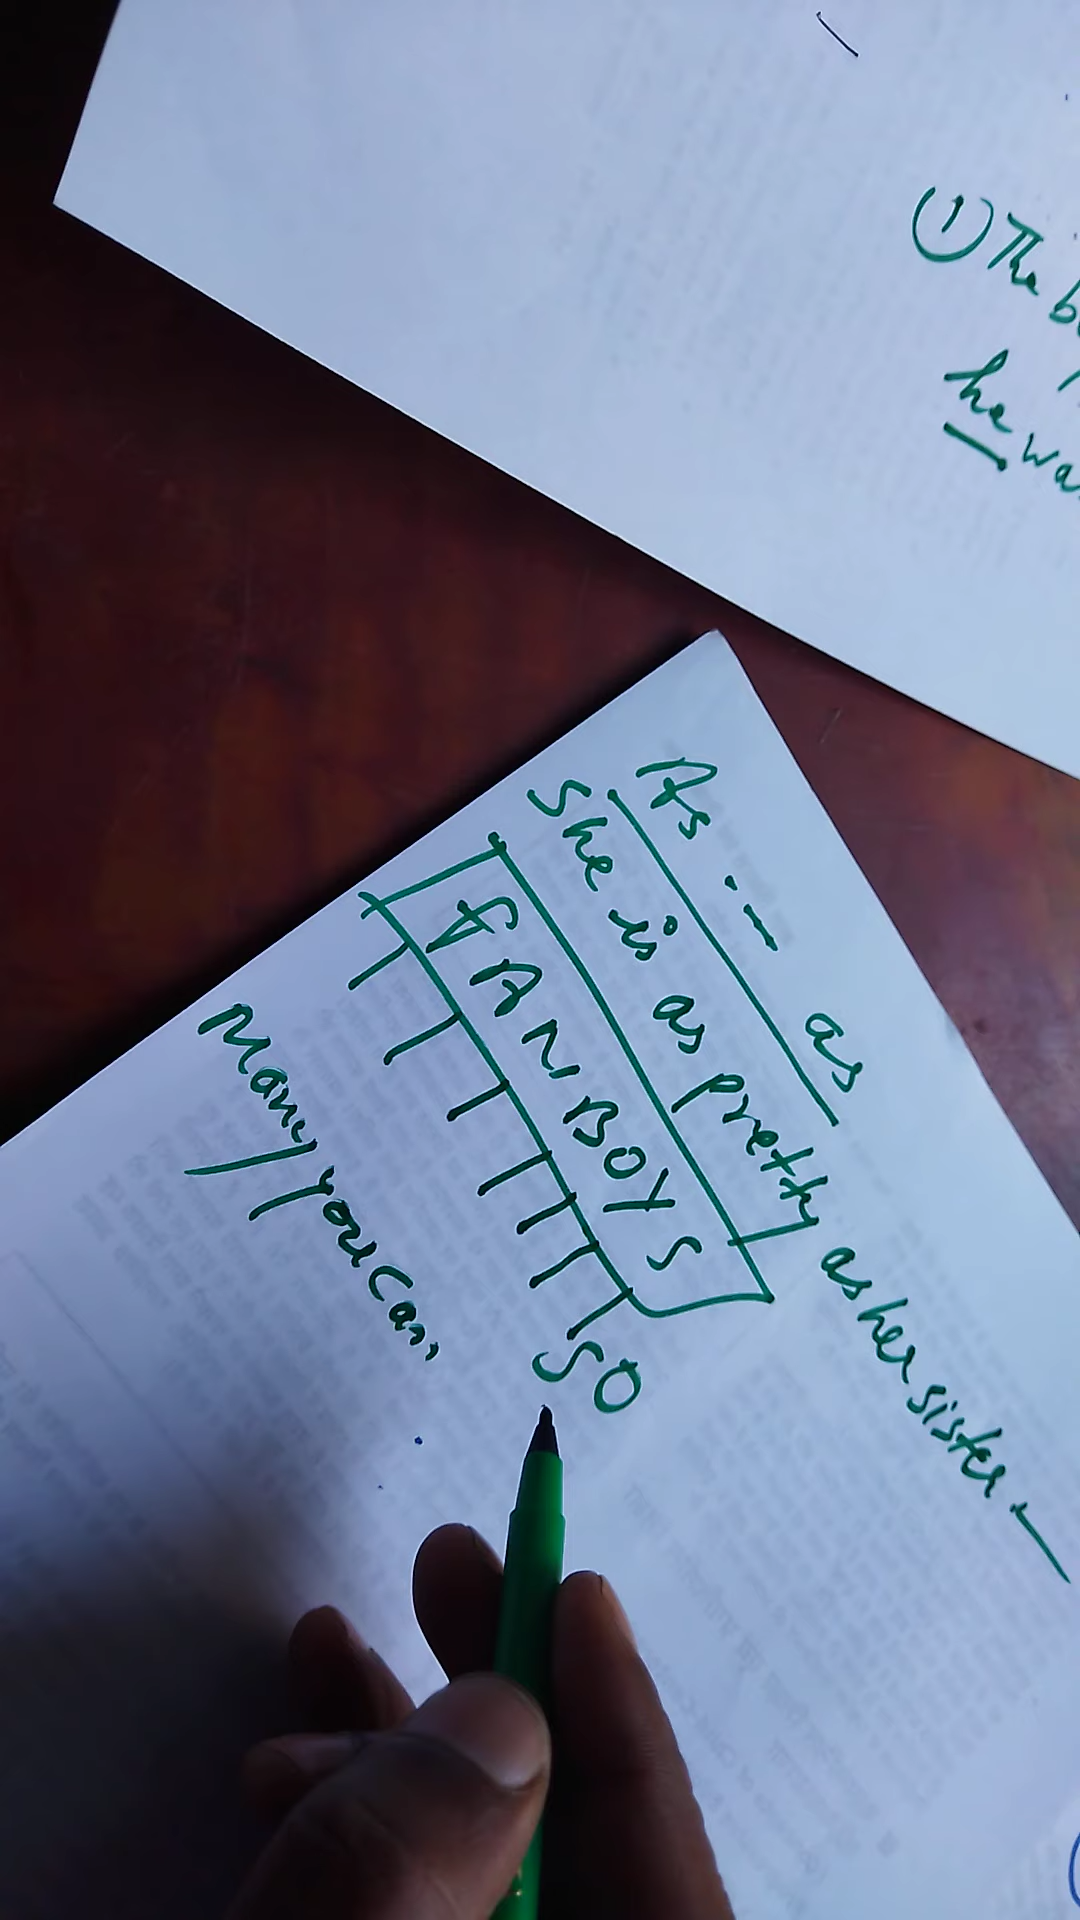 ① The
he wa
As -- as
She is as pretty as her sister.
FANBOYS
SO
Many you can.